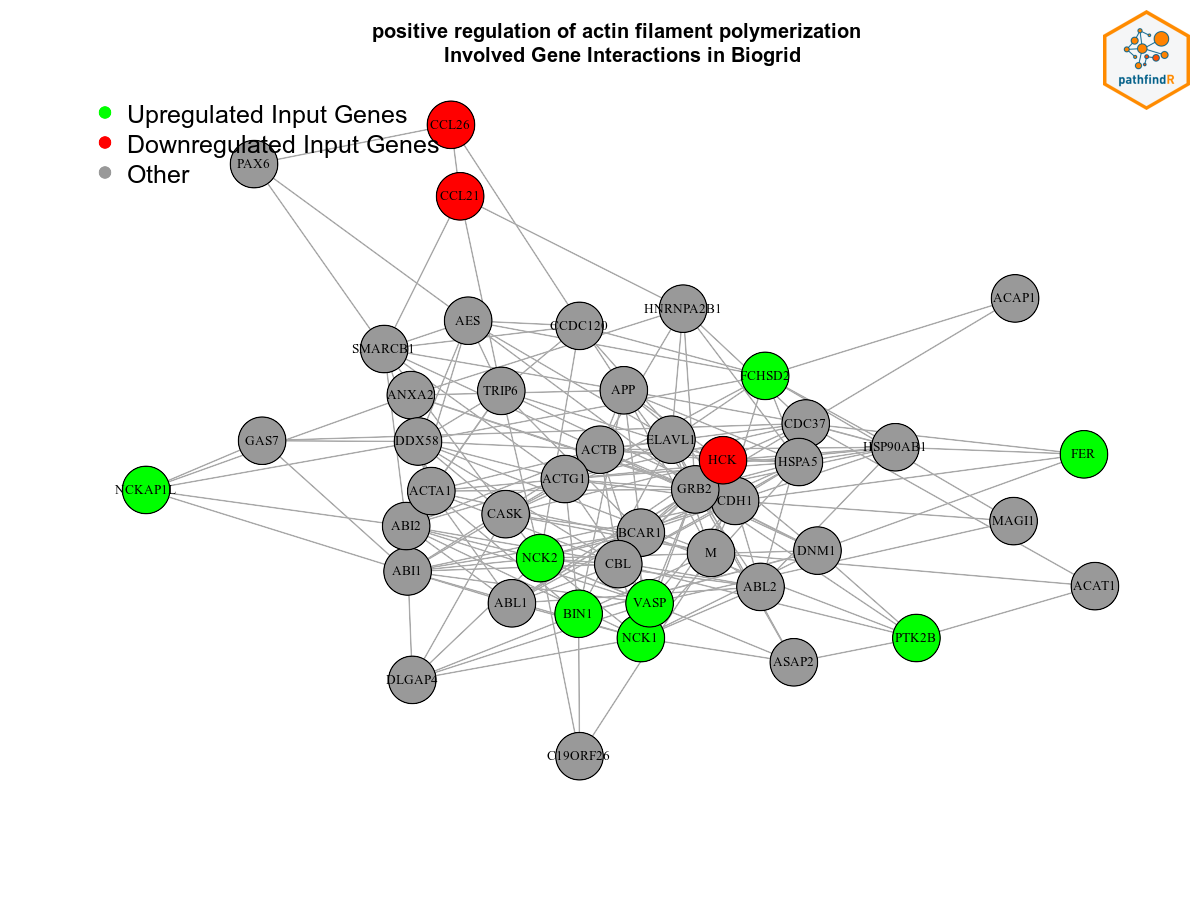 positive regulation of actin filament polymerization
Involved Gene Interactions in Biogrid
pathfindR
Upregulated Input Genes
Downregulated Input Genes
Other
CCL26
PAX6
CCL21
ACAP1
HNRNPA2B1
AES
CCDC120
SMARCB1
FCHSD2
ANXA2
TRIP6
APP
CDC37
GAS7
DDX58
ELAVL1
ACTB
HSP90AB1
FER
HCK
HSPA5
NCKAP1L
ACTA1
ACTG1
GRB2
CDH1
CASK
MAGI1
ABI2
BCAR1
NCK2
CBL
M
DNM1
ABI1
ABL2
ACAT1
ABL1
BIN1
VASP
NCK1
PTK2B
ASAP2
DLGAP4
C19ORF26